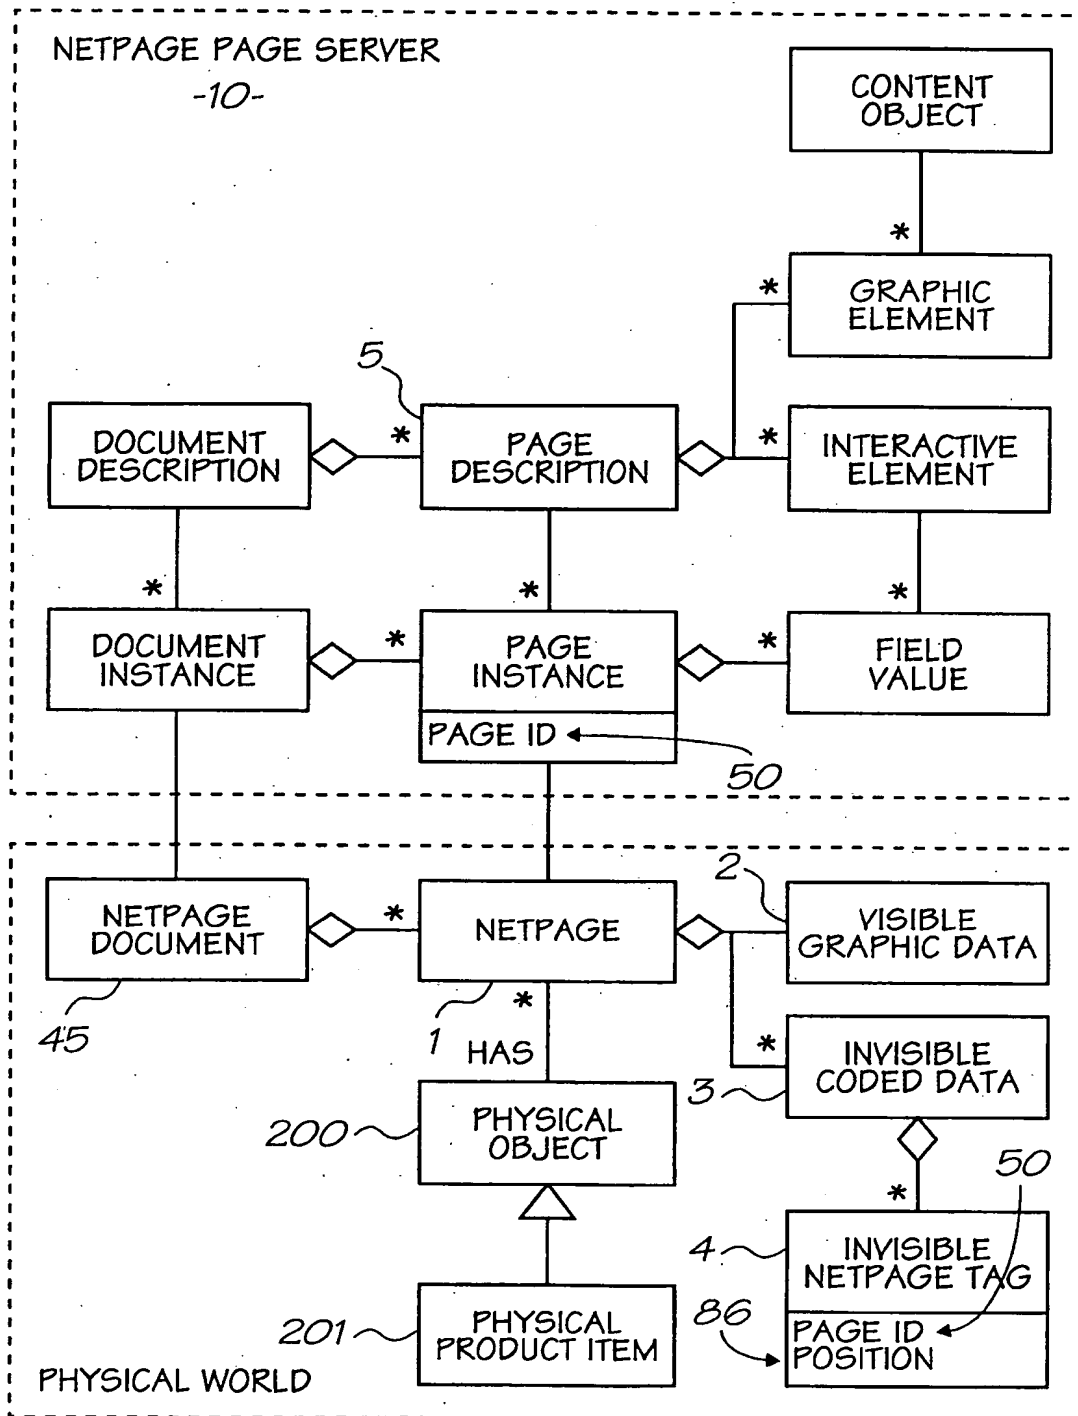 NETPAGE PAGE SERVER
-10-
CONTENT
OBJECT
*
*
GRAPHIC
ELEMENT
5
DOCUMENT
DESCRIPTION
*
PAGE
DESCRIPTION
*
INTERACTIVE
ELEMENT
*
*
*
DOCUMENT
INSTANCE
*
PAGE
INSTANCE
*
FIELD
VALUE
PAGE ID
50
NETPAGE
DOCUMENT
*
NETPAGE
2
VISIBLE
GRAPHIC DATA
45
1
*
HAS
*
INVISIBLE
CODED DATA
3
200
PHYSICAL
OBJECT
50
*
4
INVISIBLE
NETPAGE TAG
201
PHYSICAL
PRODUCT ITEM
86
PAGE ID
POSITION
PHYSICAL WORLD